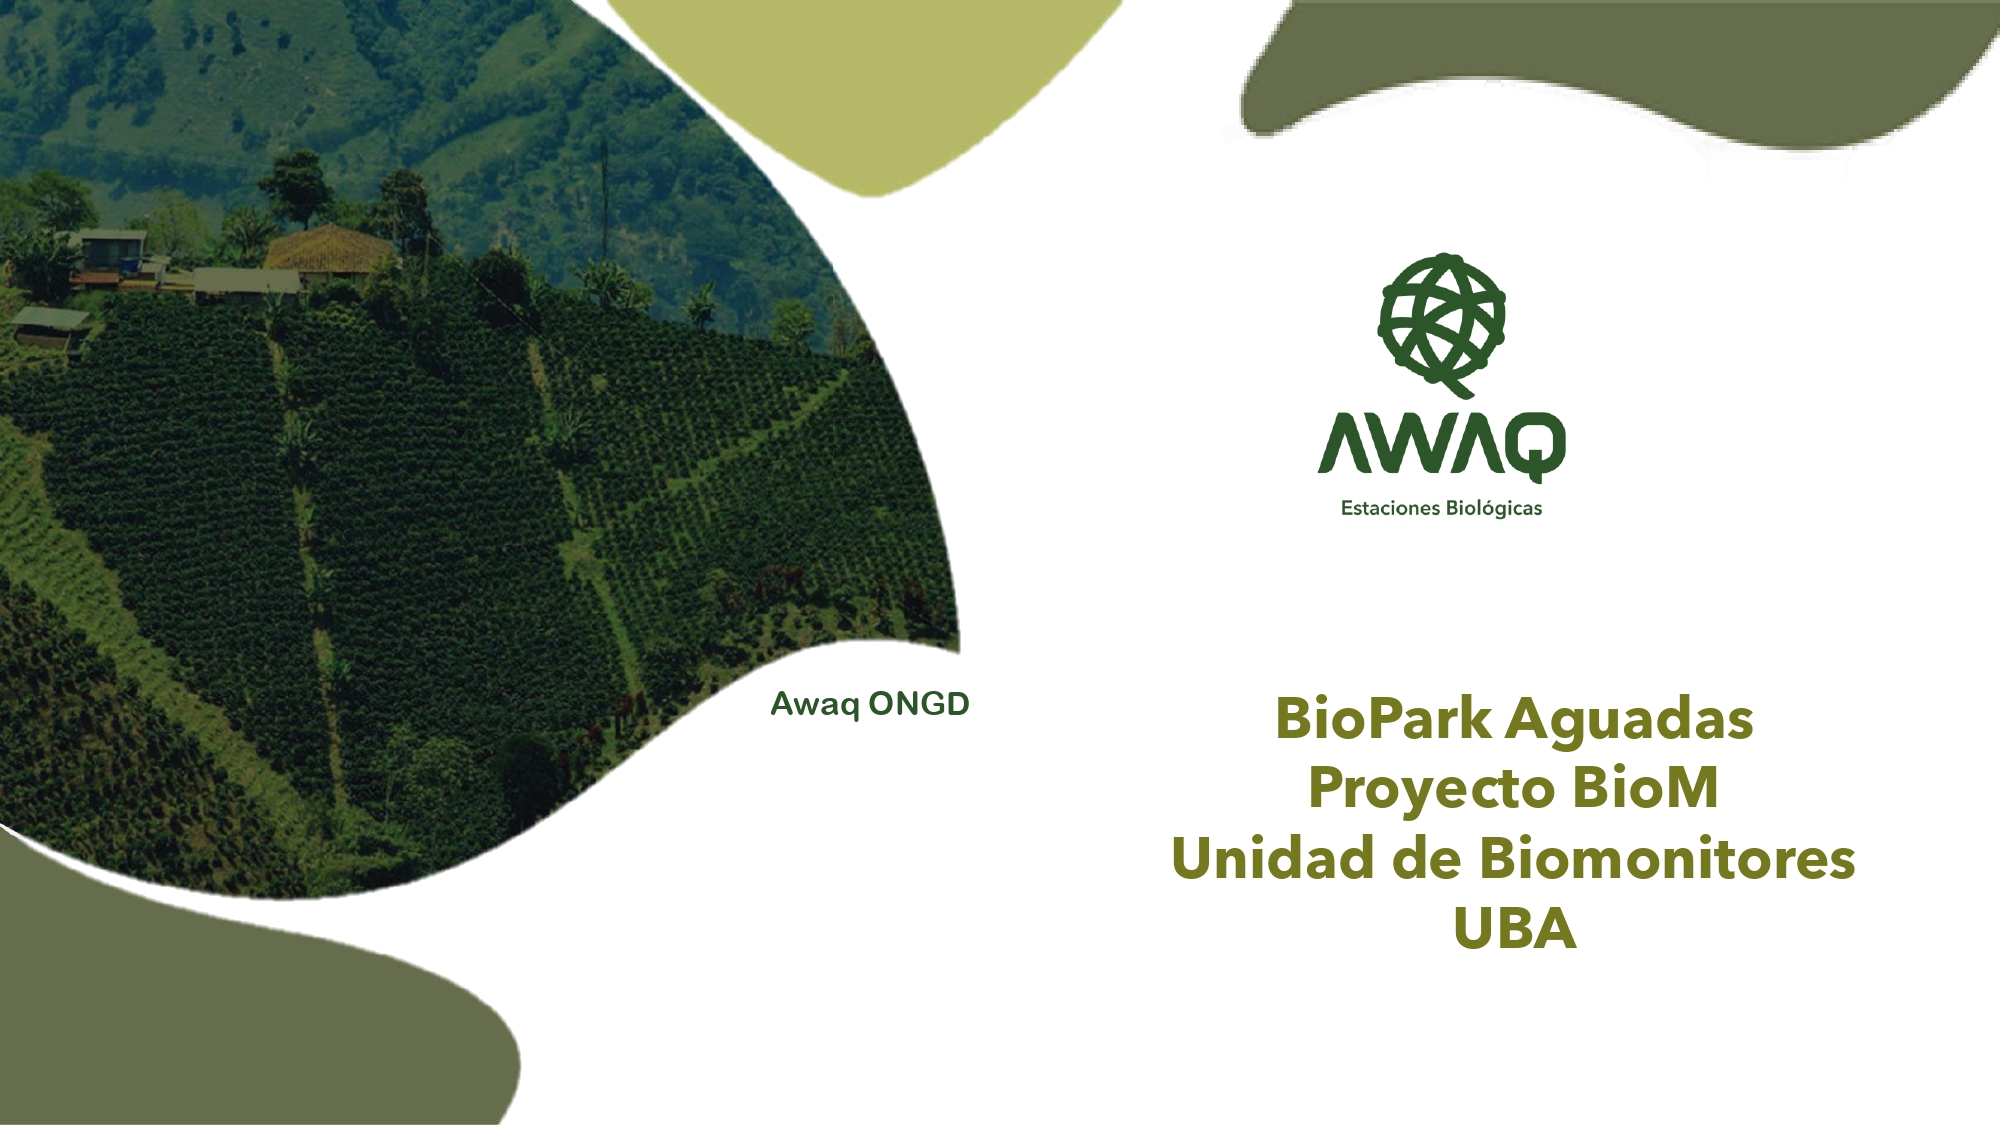 AWAQ
Estaciones Biológicas
Awaq ONGD
BioPark Aguadas
Proyecto BioM
Unidad de Biomonitores
UBA